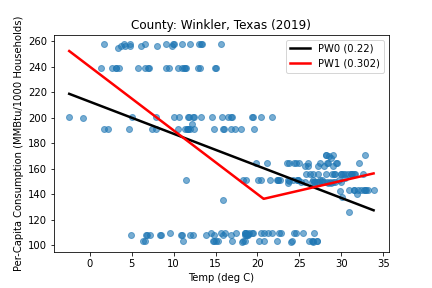 County: Winkler, Texas (2019)
PW0 (0.22)
PW1 (0.302)
Per-Capita Consumption (MMBtu/1000 Households)
260
240
220
200
180
160
140
120
100
0 5 10 15 20 25 30 35
Temp (deg C)